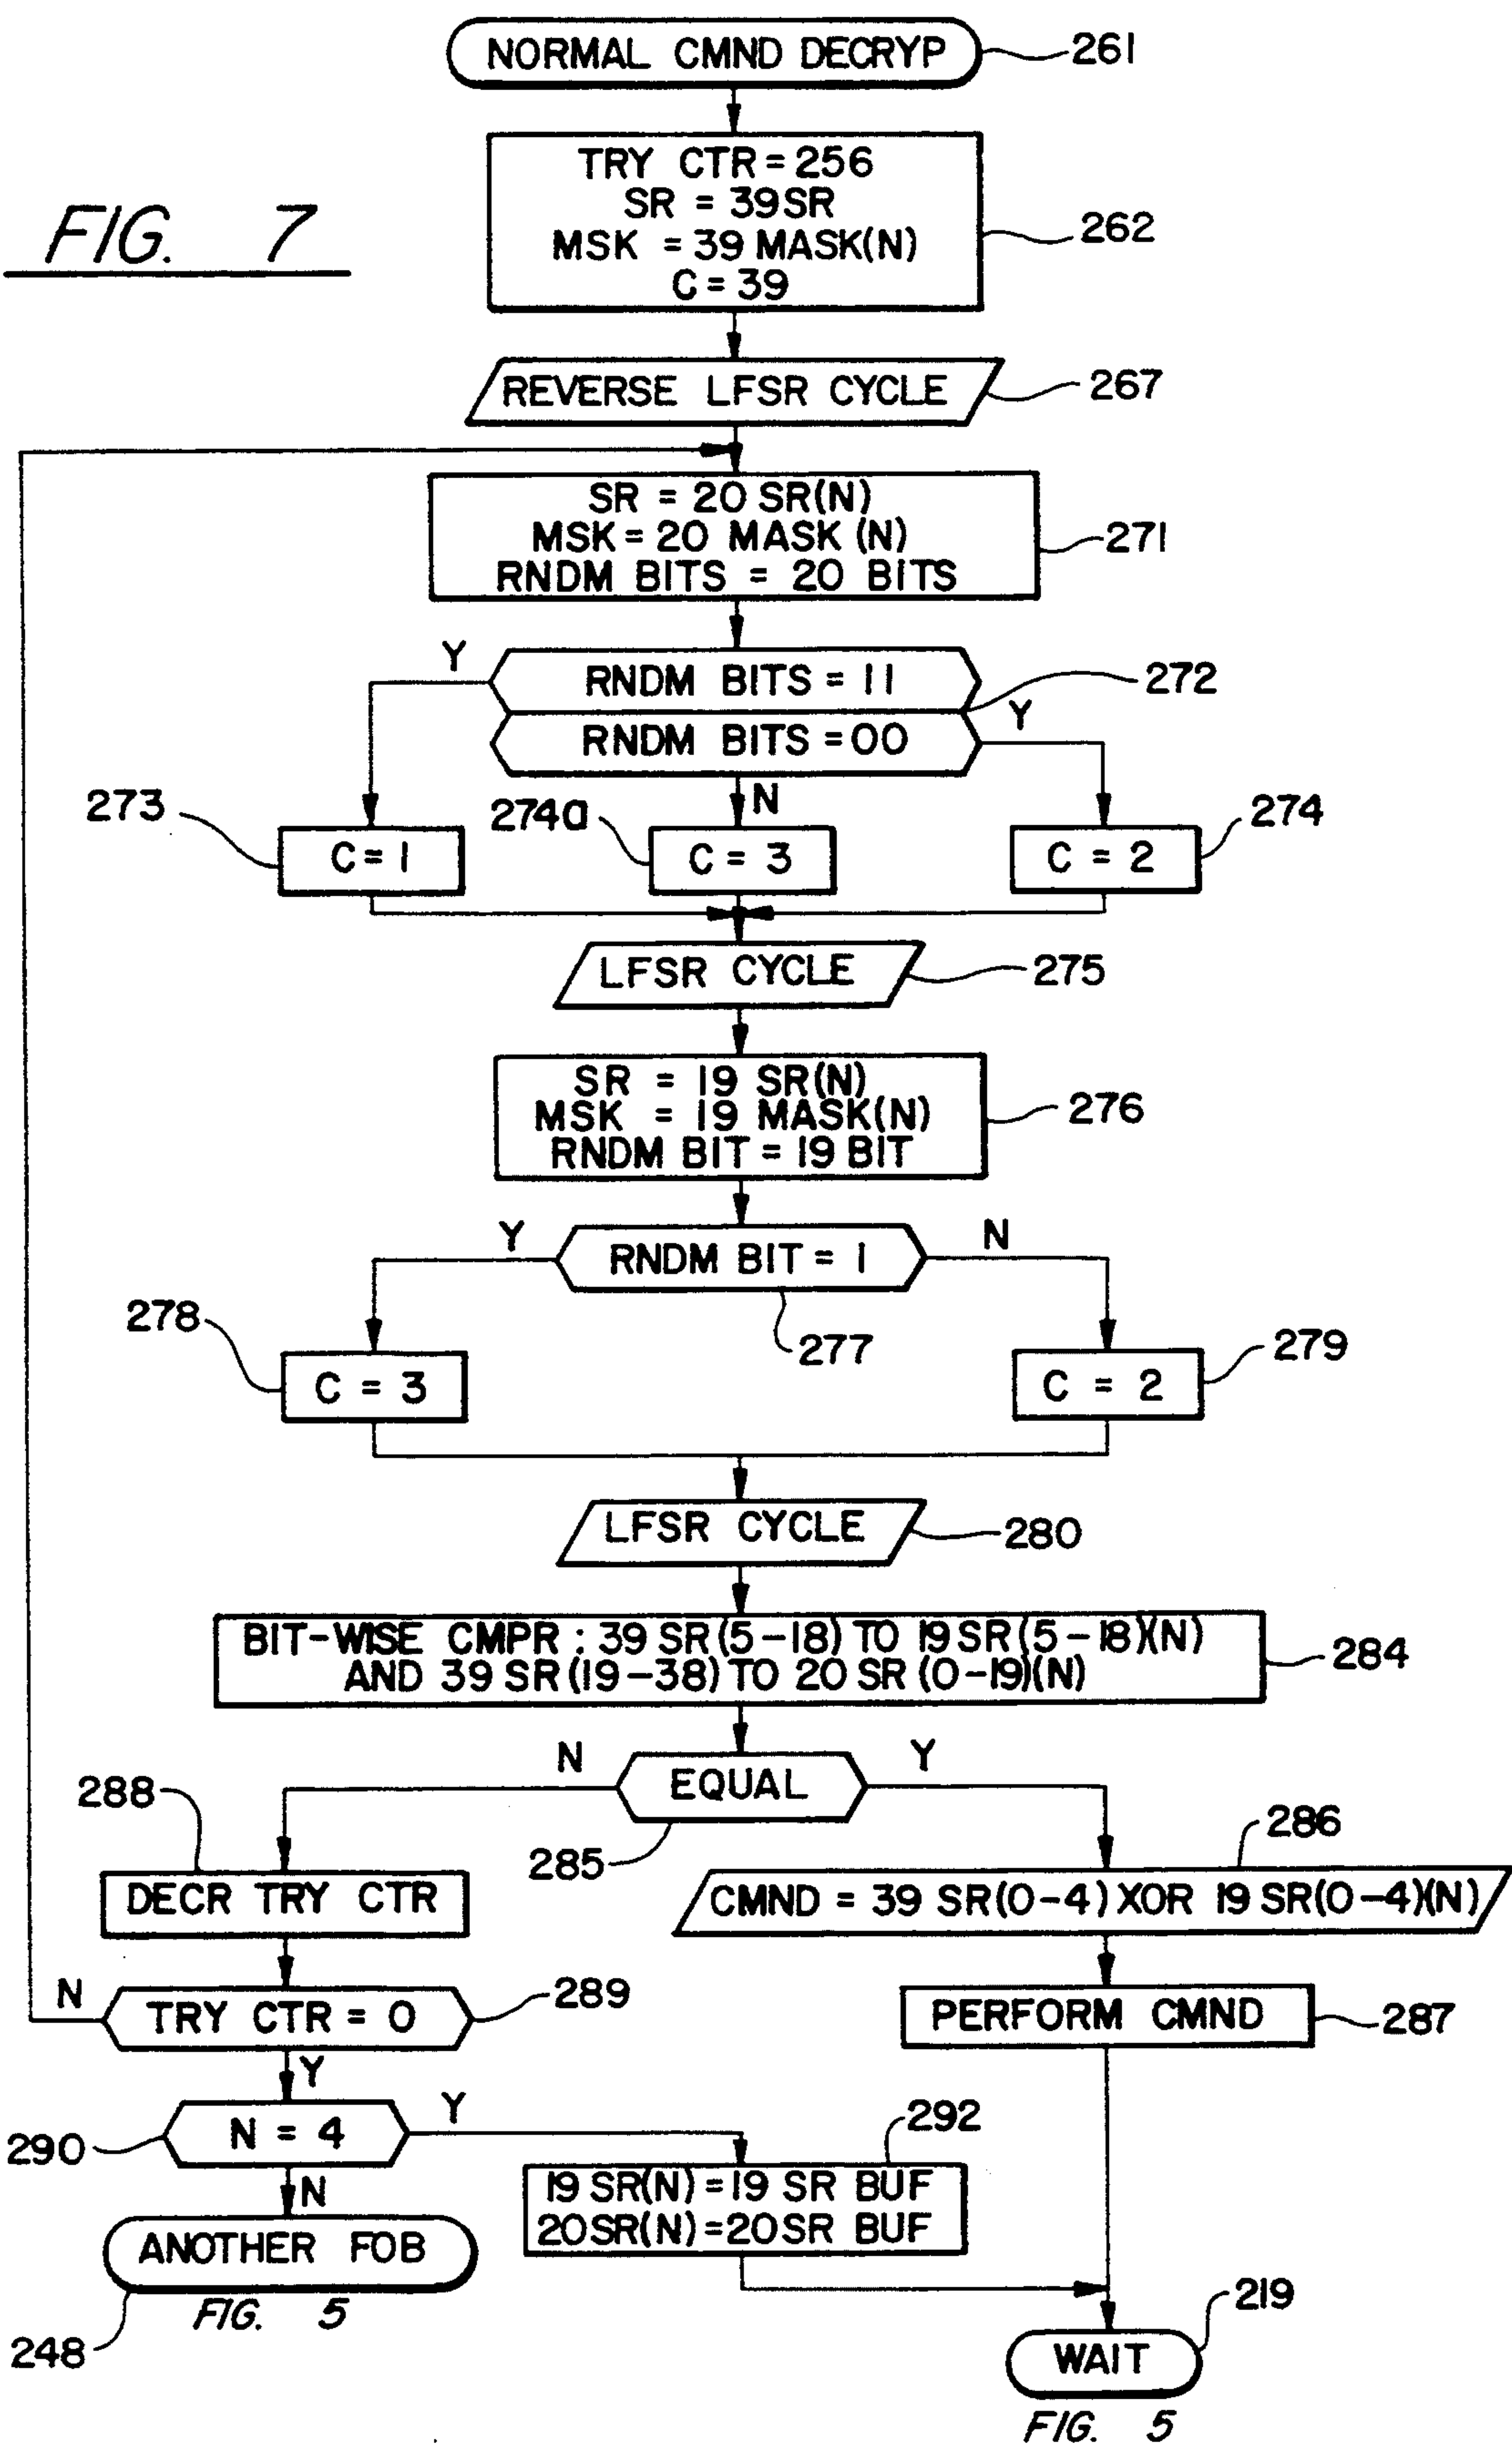 NORMAL CMND DECRYP
261
FIG. 7
TRY CTR = 256
SR = 39SR
MSK = 39 MASK(N)
C = 39
262
REVERSE LFSR CYCLE
267
SR = 20 SR(N)
MSK = 20 MASK (N)
RNDM BITS = 20 BITS
271
Y
RNDM BITS = 11
272
RNDM BITS = 00
Y
273
274a
N
274
C = 1
C = 3
C = 2
LFSR CYCLE
275
SR = 19 SR(N)
MSK = 19 MASK(N)
RNDM BIT = 19 BIT
276
Y
RNDM BIT = 1
N
278
277
279
C = 3
C = 2
LFSR CYCLE
280
BIT-WISE CMPR : 39 SR(5-18) TO 19 SR(5-18)(N)
AND 39 SR (19-38) TO 20 SR (0-19)(N)
284
N
EQUAL
Y
288
285
286
DECR TRY CTR
CMND = 39 SR(0-4) XOR 19 SR(0-4)(N)
N
TRY CTR = 0
289
PERFORM CMND
287
Y
290
N = 4
Y
292
N
19 SR(N) = 19 SR BUF
20SR(N) = 20SR BUF
ANOTHER FOB
FIG. 5
248
219
WAIT
FIG. 5